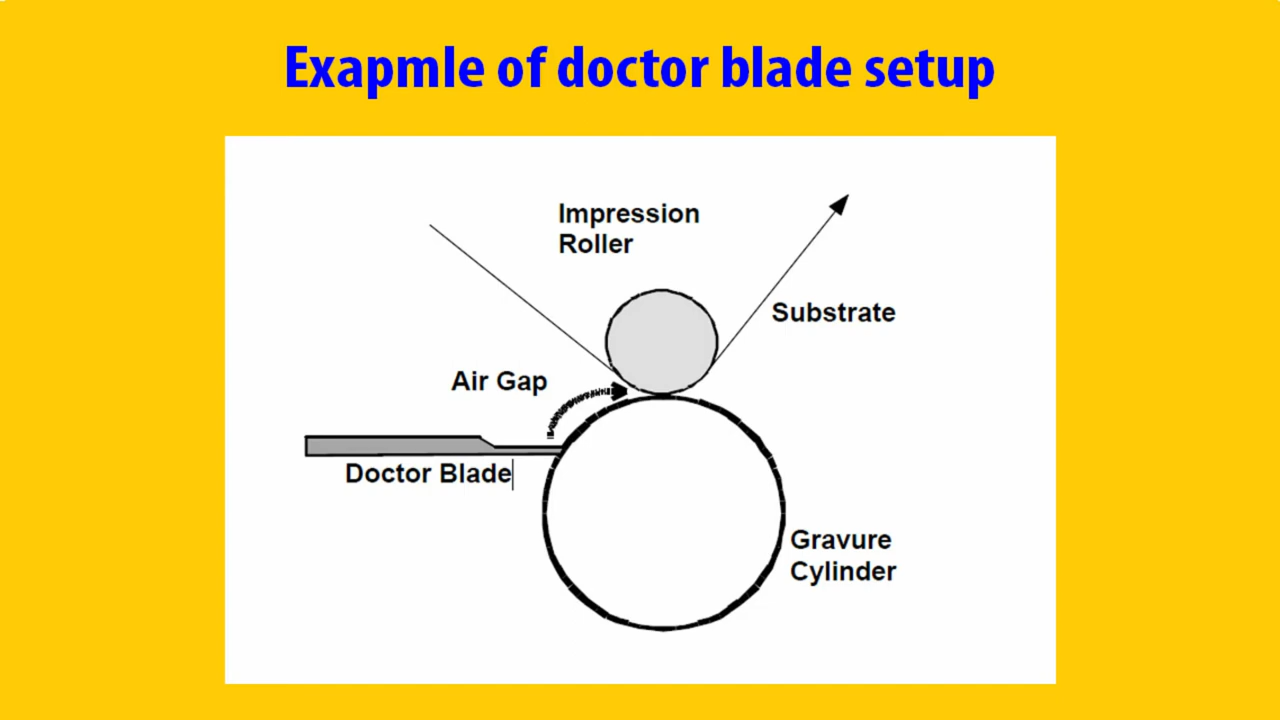 Exapmle of doctor blade setup
Impression
Roller
Substrate
Air Gap
Doctor Blade
Gravure
Cylinder